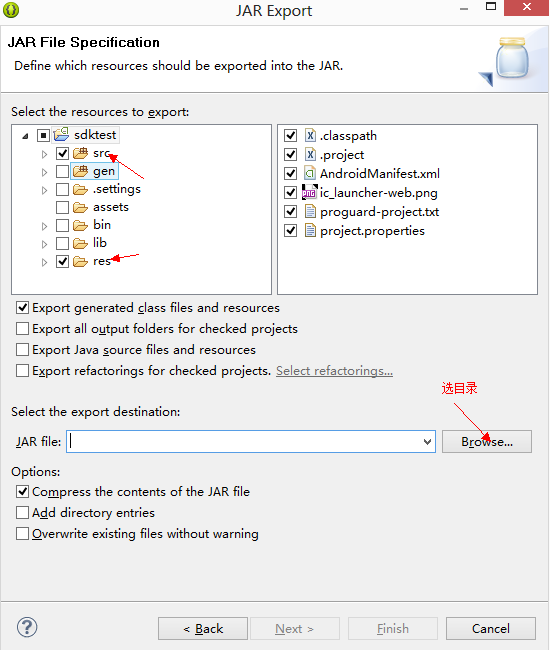 JAR Export
JAR File Specification
Define which resources should be exported into the JAR.
Select the resources to export:
sdktest
src
gen
.settings
assets
bin
lib
res
.classpath
.project
AndroidManifest.xml
ic_launcher-web.png
proguard-project.txt
project.properties
Export generated class files and resources
Export all output folders for checked projects
Export Java source files and resources
Export refactorings for checked projects. Select refactorings...
选目录
Select the export destination:
JAR file:
Browse...
Options:
Compress the contents of the JAR file
Add directory entries
Overwrite existing files without warning
? < Back Next > Finish Cancel